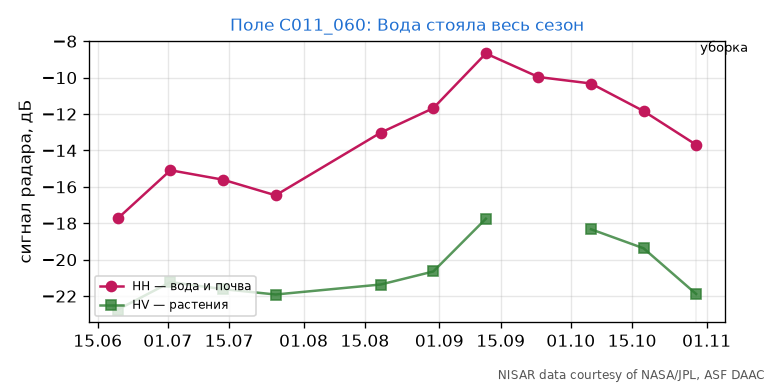 Поле C011_060: Вода стояла весь сезон
уборка
сигнал радара, дБ
−8
−10
−12
−14
−16
−18
−20
−22
HH — вода и почва
HV — растения
15.06 01.07 15.07 01.08 15.08 01.09 15.09 01.10 15.10 01.11
NISAR data courtesy of NASA/JPL, ASF DAAC